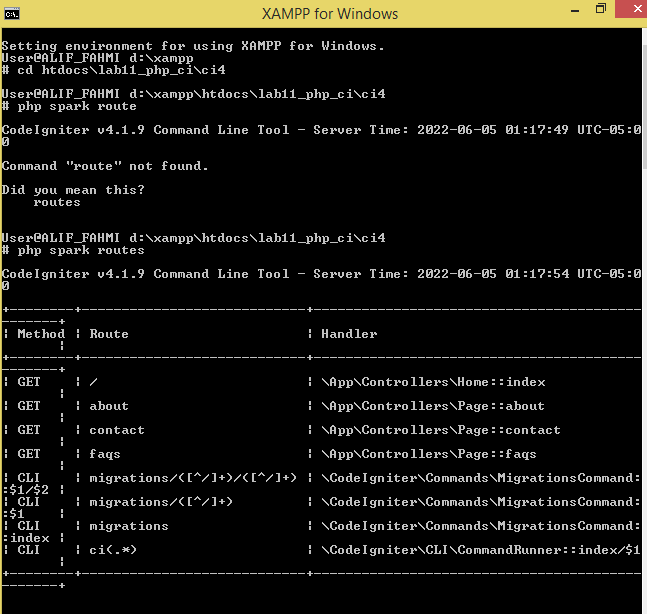 XAMPP for Windows
Setting environment for using XAMPP for Windows.
User@ALIF_FAHMI d:\xampp
# cd htdocs\lab11_php_ci\ci4
User@ALIF_FAHMI d:\xampp\htdocs\lab11_php_ci\ci4
# php spark route
CodeIgniter v4.1.9 Command Line Tool - Server Time: 2022-06-05 01:17:49 UTC-05:0
0
Command "route" not found.
Did you mean this?
routes
User@ALIF_FAHMI d:\xampp\htdocs\lab11_php_ci\ci4
# php spark routes
CodeIgniter v4.1.9 Command Line Tool - Server Time: 2022-06-05 01:17:54 UTC-05:0
0
+--------+----------------------------+----------------------------------------
-------+
| Method | Route | Handler
|
+--------+----------------------------+----------------------------------------
-------+
| GET | / | \App\Controllers\Home::index
|
| GET | about | \App\Controllers\Page::about
|
| GET | contact | \App\Controllers\Page::contact
|
| GET | faqs | \App\Controllers\Page::faqs
|
| CLI | migrations/([^/]+)/([^/]+) | \CodeIgniter\Commands\MigrationsCommand:
:$1/$2 |
| CLI | migrations/([^/]+) | \CodeIgniter\Commands\MigrationsCommand:
:$1 |
| CLI | migrations | \CodeIgniter\Commands\MigrationsCommand:
:index |
| CLI | ci(.*) | \CodeIgniter\CLI\CommandRunner::index/$1
|
+--------+----------------------------+----------------------------------------
-------+